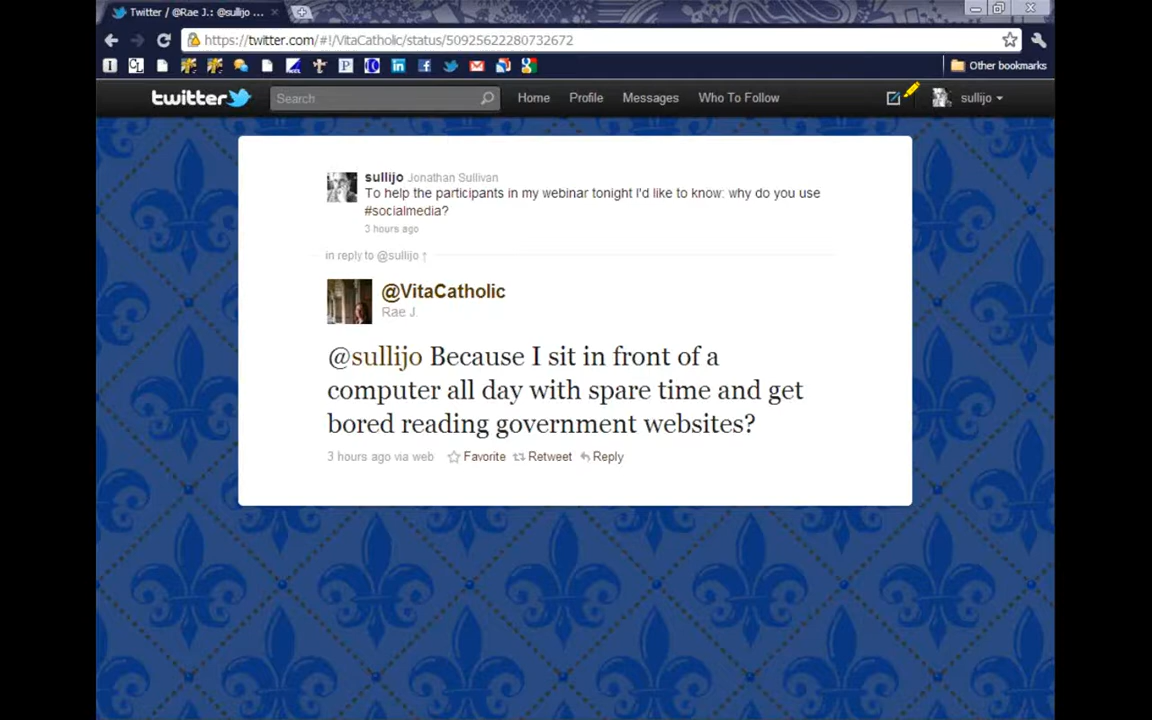 Twitter / @Rae J.: @sullijo ...
https://twitter.com/#!/VitaCatholic/status/50925622280732672
Other bookmarks
twitter
Search
Home
Profile
Messages
Who To Follow
sullijo
sullijo Jonathan Sullivan
To help the participants in my webinar tonight I'd like to know: why do you use
#socialmedia?
3 hours ago
in reply to @sullijo ↑
@VitaCatholic
Rae J.
@sullijo Because I sit in front of a
computer all day with spare time and get
bored reading government websites?
3 hours ago via web Favorite Retweet Reply